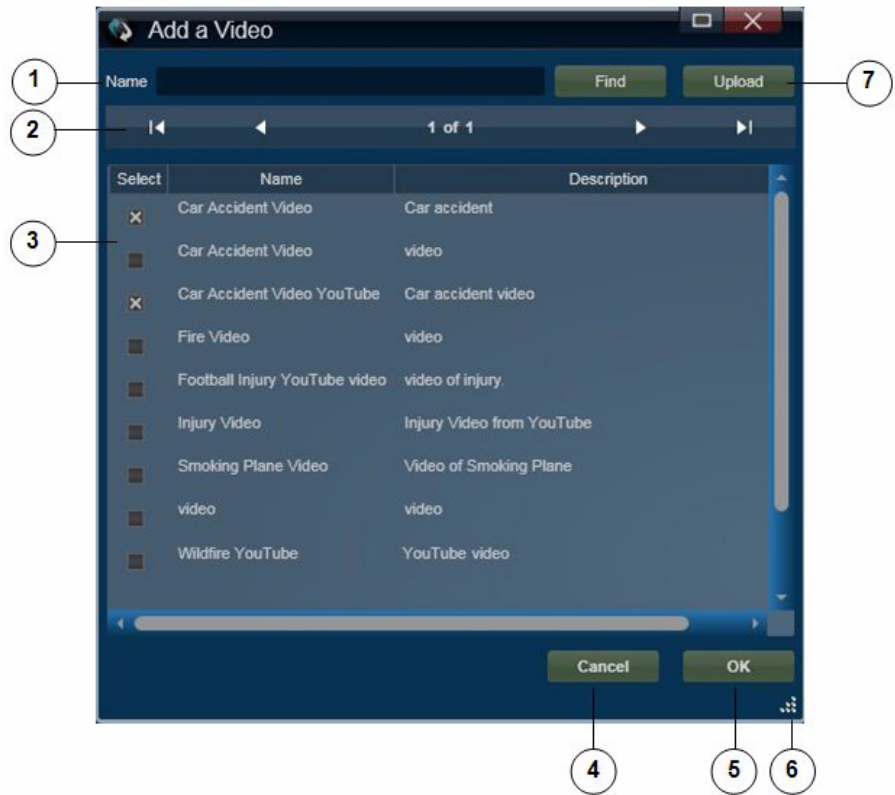 Add a Video
1 Name Find Upload 7
2 1 of 1
Select Name Description
Car Accident Video Car accident
3
Car Accident Video video
Car Accident Video YouTube Car accident video
Fire Video video
Football Injury YouTube video video of injury.
Injury Video Injury Video from YouTube
Smoking Plane Video Video of Smoking Plane
video video
Wildfire YouTube YouTube video
Cancel OK
4 5 6